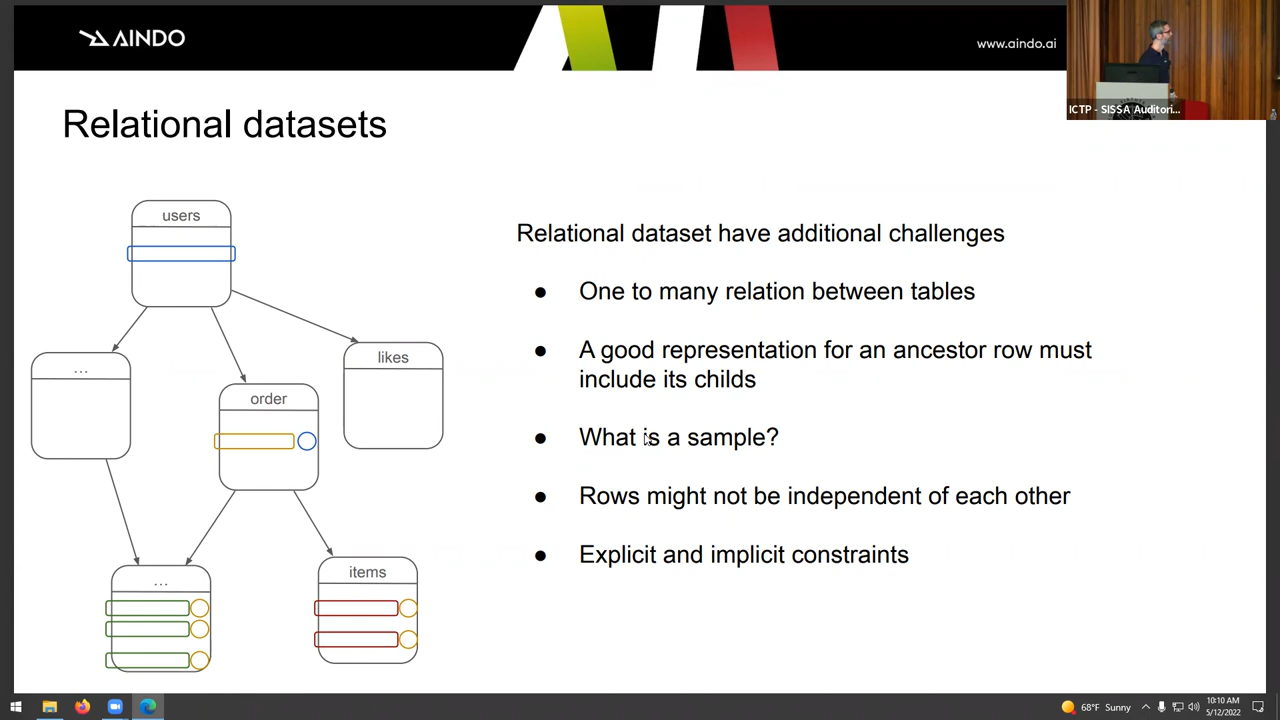 AINDO
www.aindo.ai
ICTP - SISSA Auditori...
Relational datasets
users
...
order
likes
...
items
Relational dataset have additional challenges
● One to many relation between tables
● A good representation for an ancestor row must
include its childs
● What is a sample?
● Rows might not be independent of each other
● Explicit and implicit constraints
68°F Sunny
10:10 AM
5/12/2022